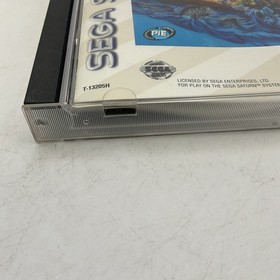 SEGA S
PIE
SEGA
LICENSED BY SEGA ENTERPRISES, LTD.
FOR PLAY ON THE SEGA SATURN™ SYSTEM
T-13205H